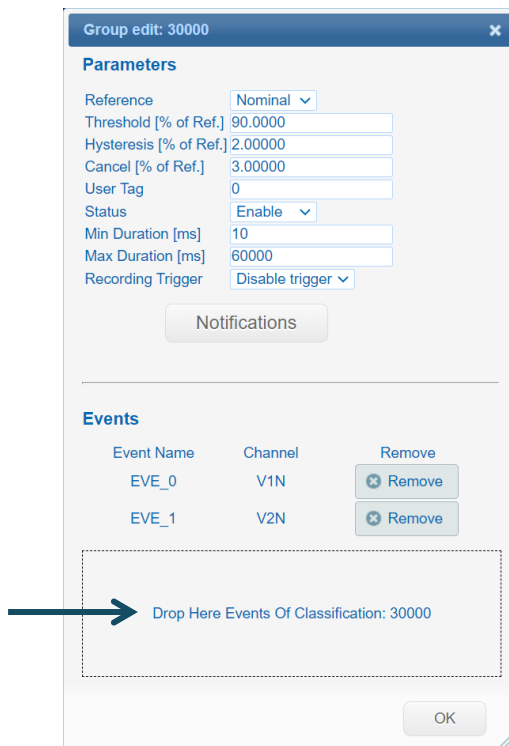 Group edit: 30000
Parameters
Reference Nominal
Threshold [% of Ref.] 90.0000
Hysteresis [% of Ref.] 2.00000
Cancel [% of Ref.] 3.00000
User Tag 0
Status Enable
Min Duration [ms] 10
Max Duration [ms] 60000
Recording Trigger Disable trigger
Notifications
Events
Event Name Channel Remove
EVE_0 V1N Remove
EVE_1 V2N Remove
Drop Here Events Of Classification: 30000
OK